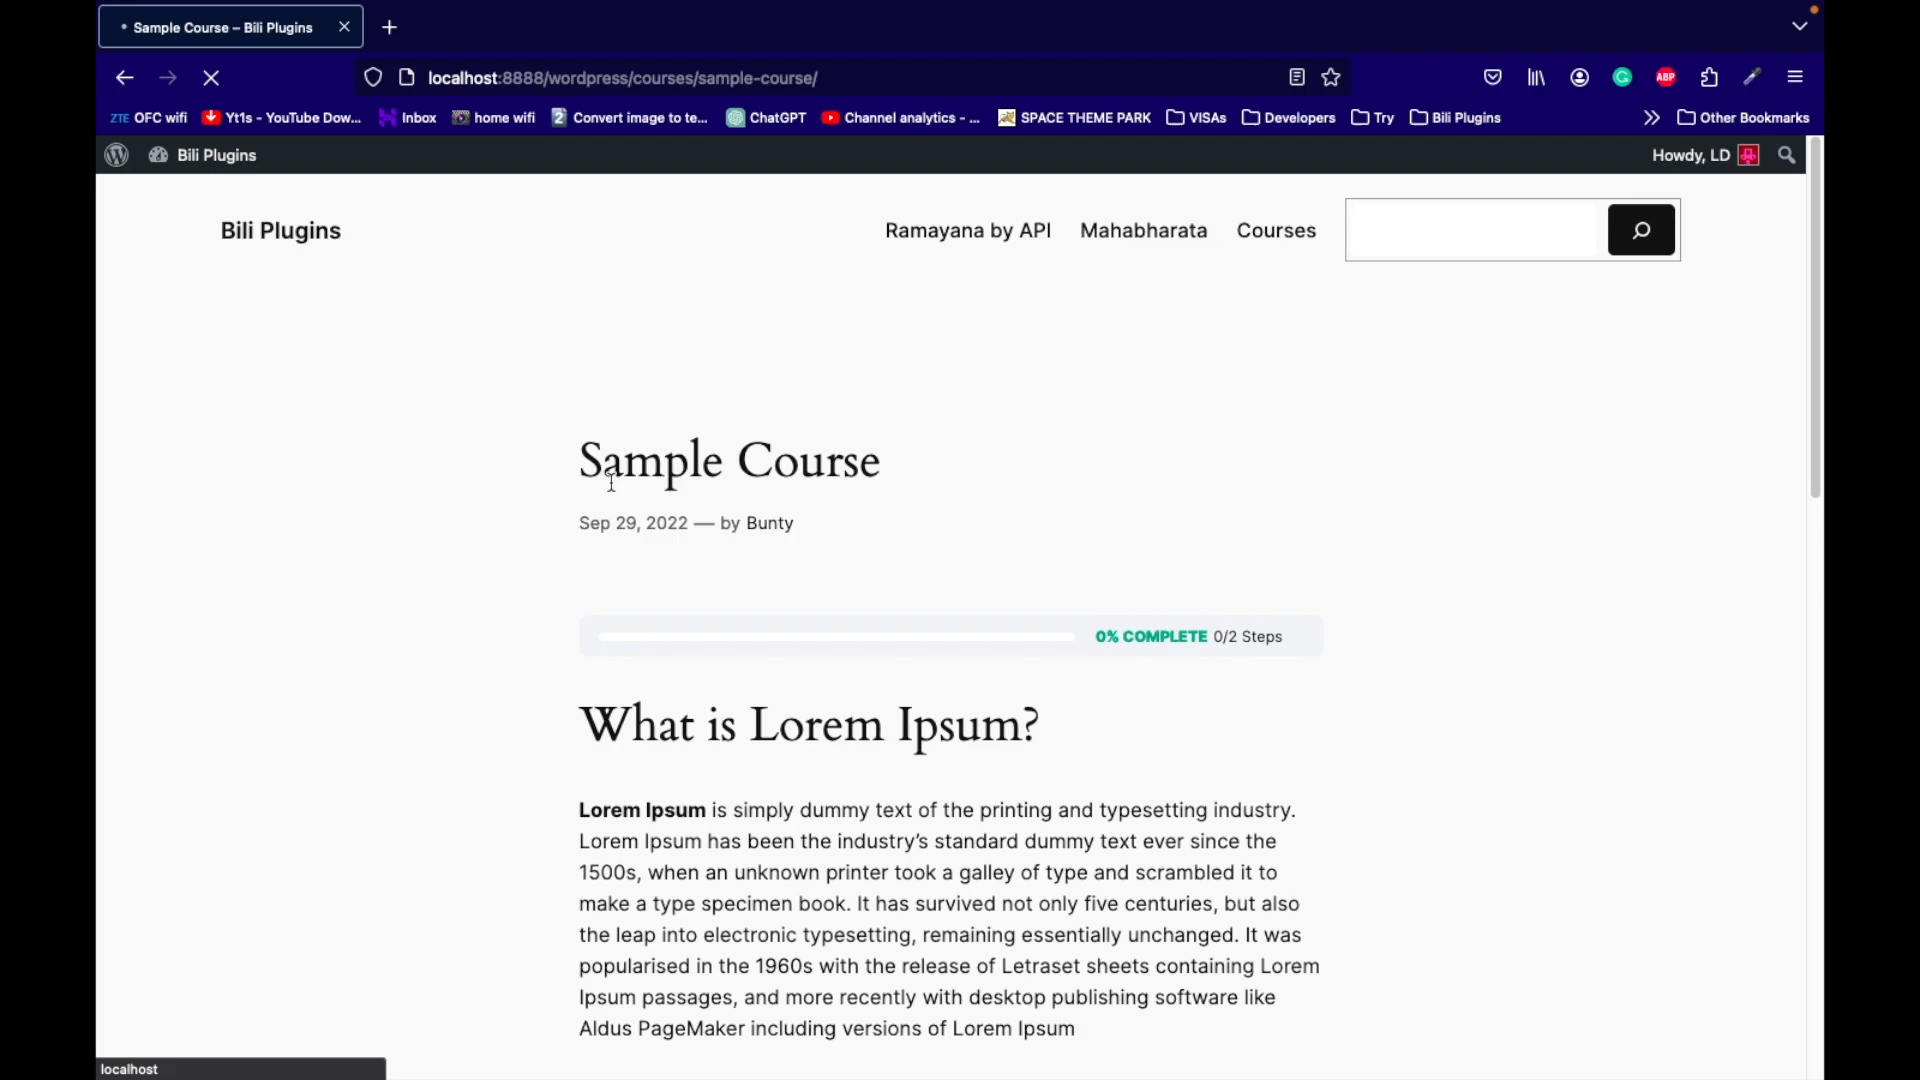 Sample Course – Bili Plugins
localhost:8888/wordpress/courses/sample-course/
ABP
ZTE OFC wifi Yt1s - YouTube Dow... Inbox home wifi 2 Convert image to te... ChatGPT Channel analytics - ... SPACE THEME PARK VISAs Developers Try Bili Plugins Other Bookmarks
Bili Plugins Howdy, LD
Bili Plugins Ramayana by API Mahabharata Courses
Sample Course
Sep 29, 2022 — by Bunty
0% COMPLETE 0/2 Steps
What is Lorem Ipsum?
Lorem Ipsum is simply dummy text of the printing and typesetting industry.
Lorem Ipsum has been the industry’s standard dummy text ever since the
1500s, when an unknown printer took a galley of type and scrambled it to
make a type specimen book. It has survived not only five centuries, but also
the leap into electronic typesetting, remaining essentially unchanged. It was
popularised in the 1960s with the release of Letraset sheets containing Lorem
Ipsum passages, and more recently with desktop publishing software like
Aldus PageMaker including versions of Lorem Ipsum
localhost